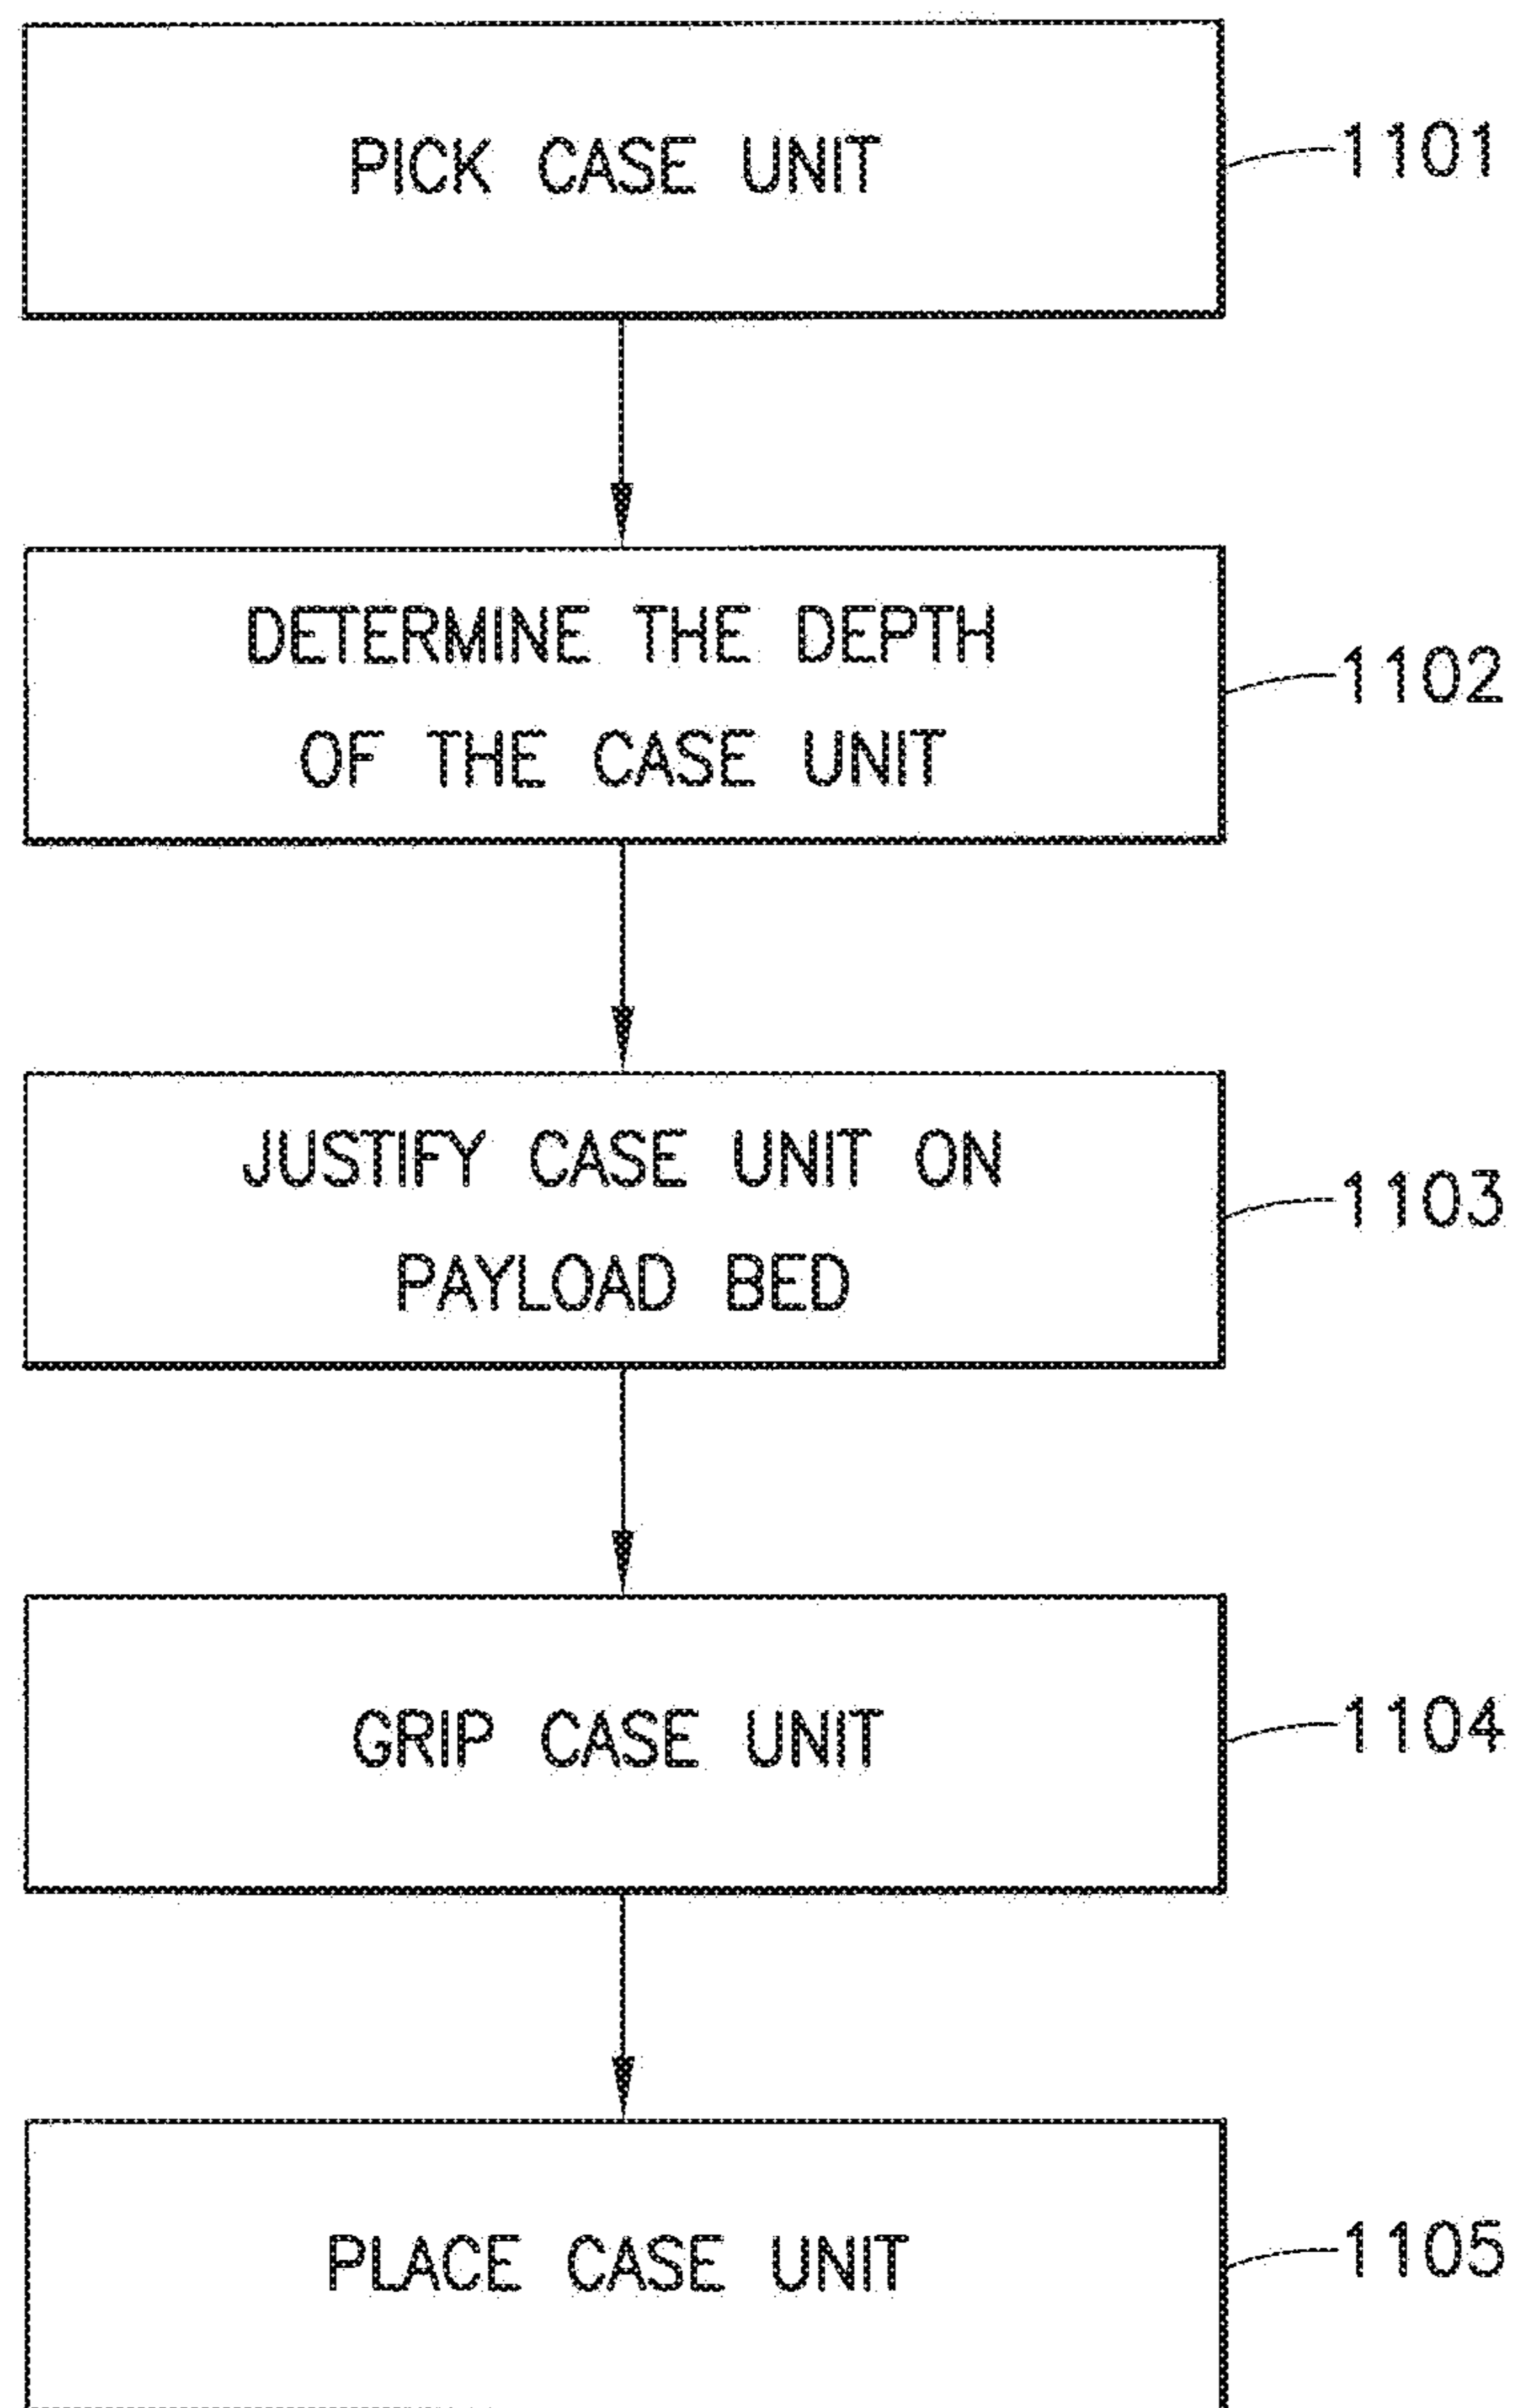 PICK CASE UNIT
1101
DETERMINE THE DEPTH
OF THE CASE UNIT
1102
JUSTIFY CASE UNIT ON
PAYLOAD BED
1103
GRIP CASE UNIT
1104
PLACE CASE UNIT
1105